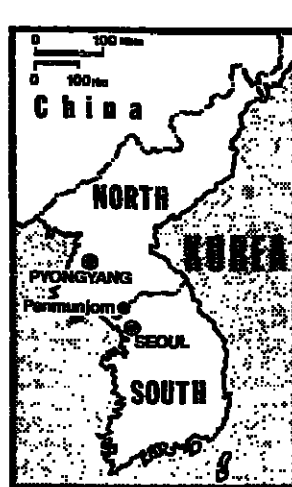 0 100 Miles
0 100 Km
China
NORTH
KOREA
PYONGYANG
Panmunjom
SEOUL
SOUTH